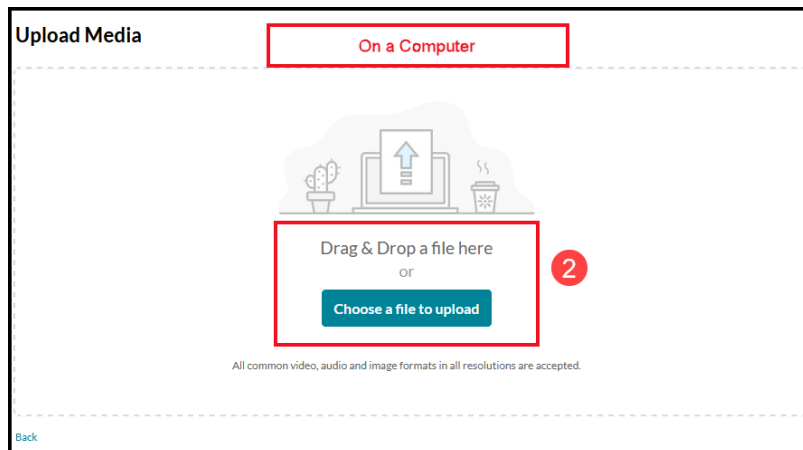 Upload Media
On a Computer
Drag & Drop a file here
or
2
Choose a file to upload
All common video, audio and image formats in all resolutions are accepted.
Back